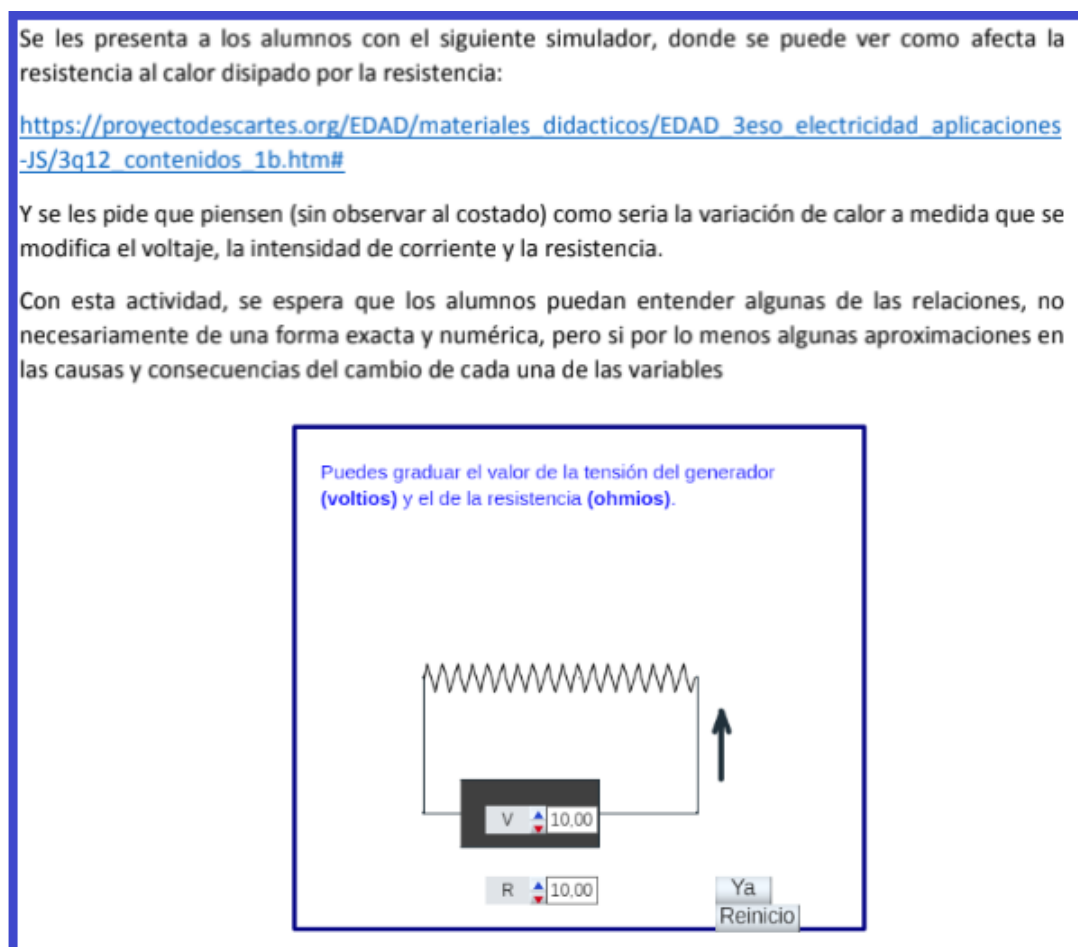 Se les presenta a los alumnos con el siguiente simulador, donde se puede ver como afecta la
resistencia al calor disipado por la resistencia:
https://proyectodescartes.org/EDAD/materiales_didacticos/EDAD_3eso_electricidad_aplicaciones
-JS/3q12_contenidos_1b.htm#
Y se les pide que piensen (sin observar al costado) como seria la variación de calor a medida que se
modifica el voltaje, la intensidad de corriente y la resistencia.
Con esta actividad, se espera que los alumnos puedan entender algunas de las relaciones, no
necesariamente de una forma exacta y numérica, pero si por lo menos algunas aproximaciones en
las causas y consecuencias del cambio de cada una de las variables
Puedes graduar el valor de la tensión del generador
(voltios) y el de la resistencia (ohmios).
V 10,00
R 10,00
Ya
Reinicio